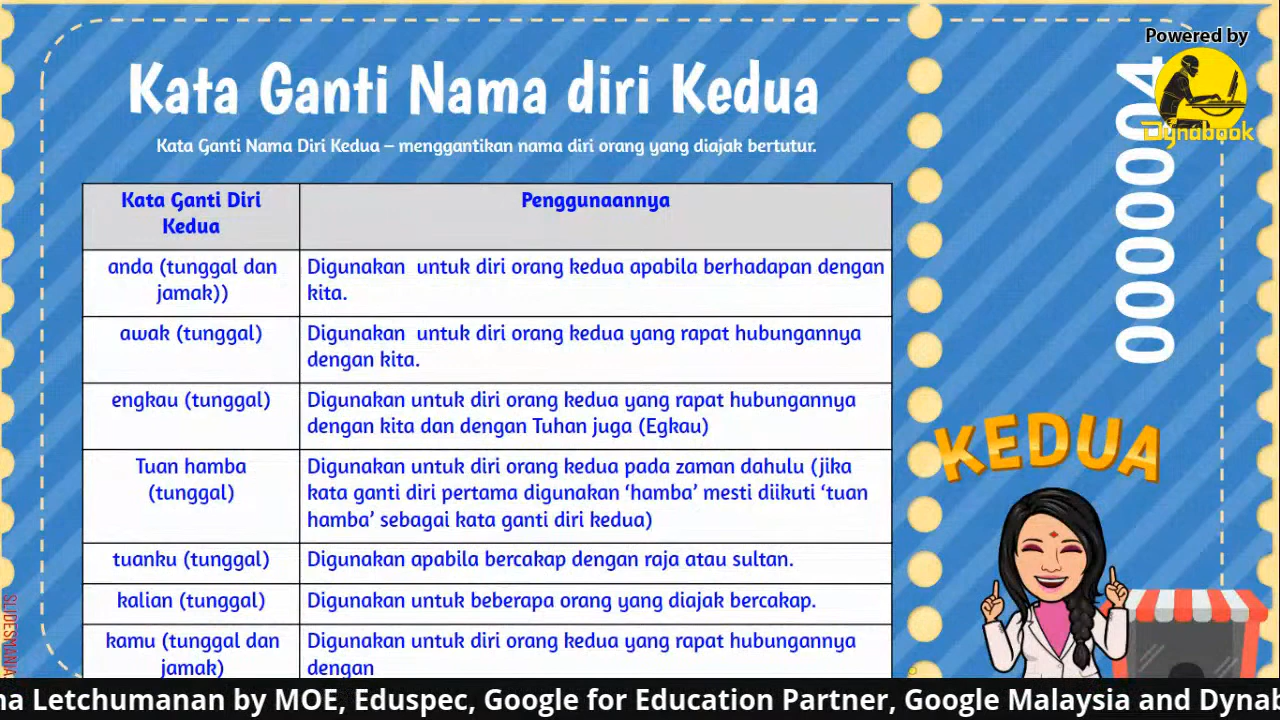 Powered by
Dynabook
0000004
Kata Ganti Nama diri Kedua
Kata Ganti Nama Diri Kedua – menggantikan nama diri orang yang diajak bertutur.
Kata Ganti Diri
Kedua
Penggunaannya
anda (tunggal dan
jamak))
Digunakan  untuk diri orang kedua apabila berhadapan dengan
kita.
awak (tunggal)
Digunakan  untuk diri orang kedua yang rapat hubungannya
dengan kita.
engkau (tunggal)
Digunakan untuk diri orang kedua yang rapat hubungannya
dengan kita dan dengan Tuhan juga (Egkau)
Tuan hamba
(tunggal)
Digunakan untuk diri orang kedua pada zaman dahulu (jika
kata ganti diri pertama digunakan ‘hamba’ mesti diikuti ‘tuan
hamba’ sebagai kata ganti diri kedua)
tuanku (tunggal)
Digunakan apabila bercakap dengan raja atau sultan.
kalian (tunggal)
Digunakan untuk beberapa orang yang diajak bercakap.
kamu (tunggal dan
jamak)
Digunakan untuk diri orang kedua yang rapat hubungannya
dengan
KEDUA
SLIDESMANIA
na Letchumanan by MOE, Eduspec, Google for Education Partner, Google Malaysia and Dynab